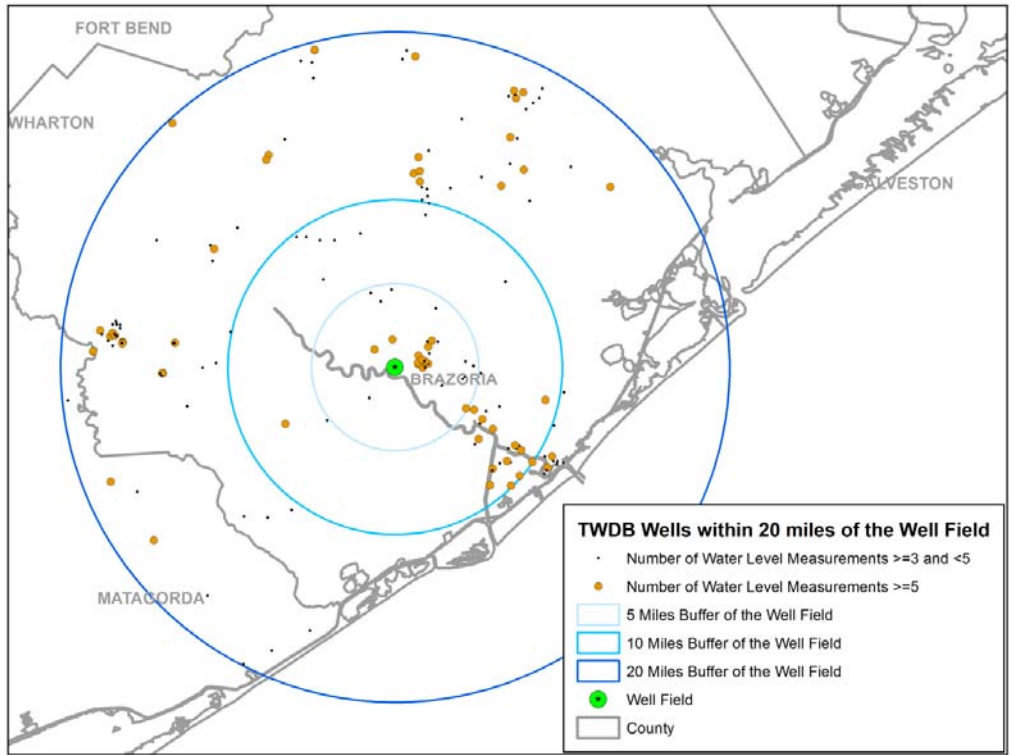 FORT BEND
WHARTON
GALVESTON
BRAZORIA
MATAGORDA
TWDB Wells within 20 miles of the Well Field
Number of Water Level Measurements >=3 and <5
Number of Water Level Measurements >=5
5 Miles Buffer of the Well Field
10 Miles Buffer of the Well Field
20 Miles Buffer of the Well Field
Well Field
County